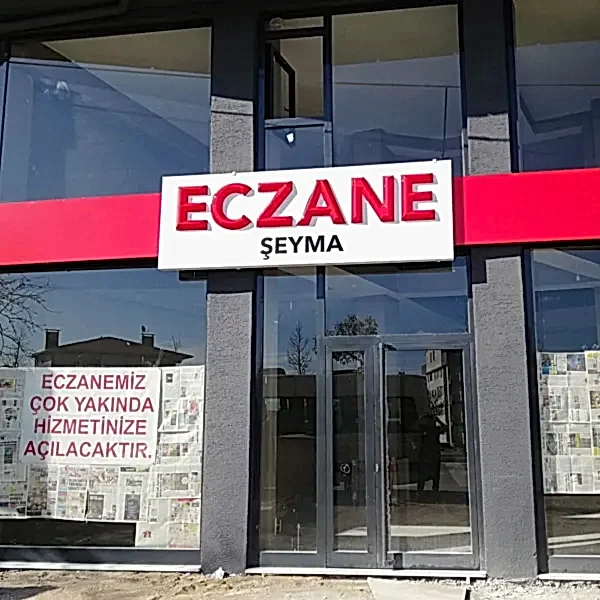 ECZANE
ŞEYMA
ECZANEMİZ
ÇOK YAKINDA
HİZMETİNİZE
AÇILACAKTIR.